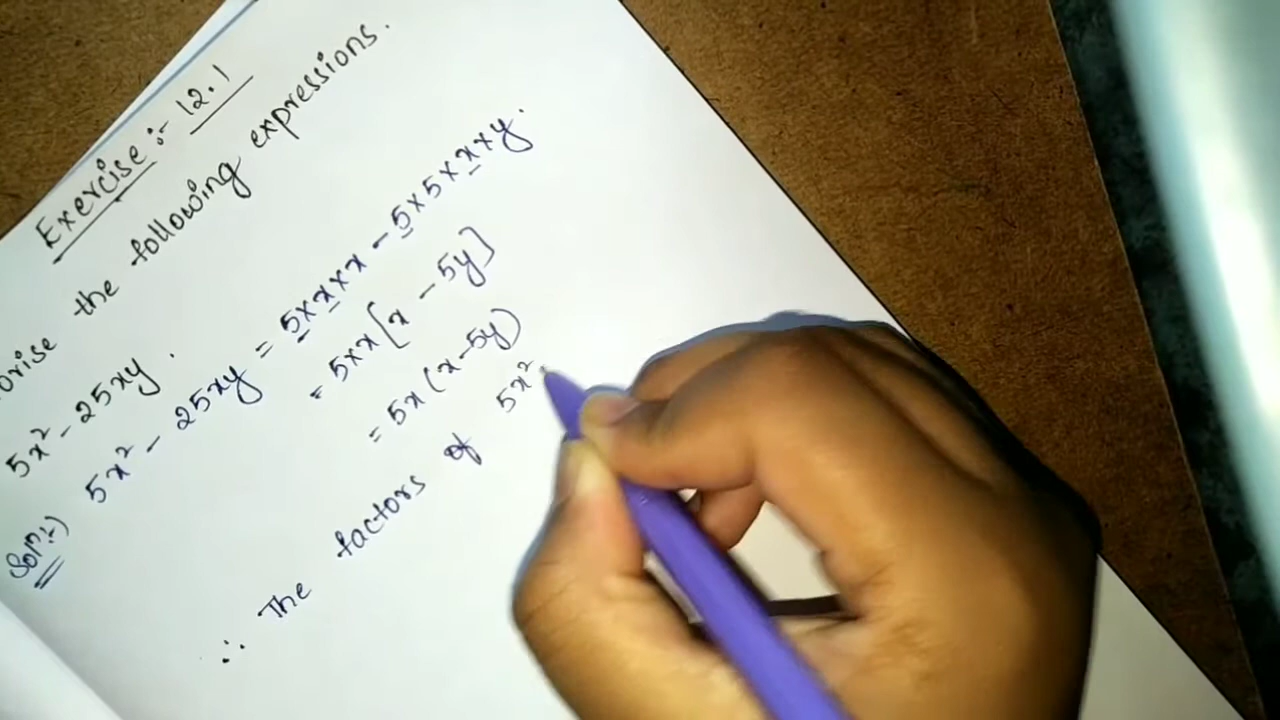 Exercise :- 12.1
orise the following expressions.
5x² - 25xy.
Soln:-) 5x² - 25xy = 5×x×x - 5×5×x×y.
= 5×x[x - 5y]
= 5x(x-5y)
∴ The factors of 5x²